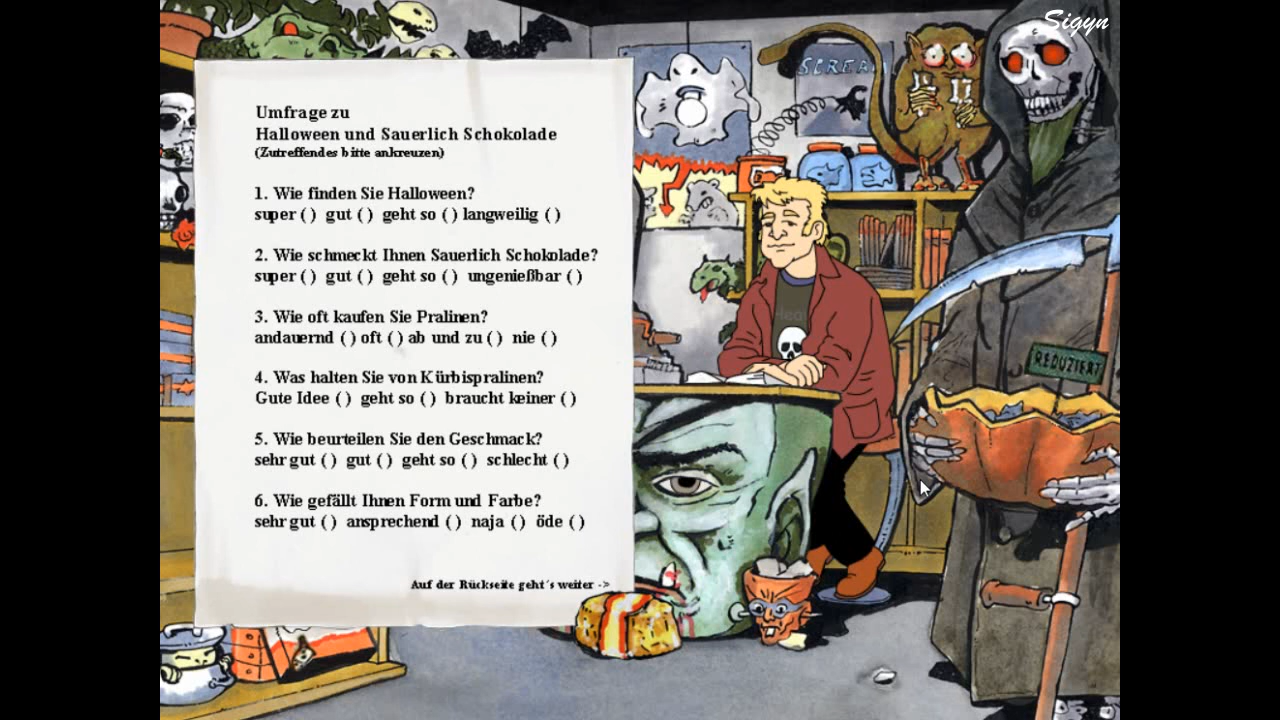 Sigyn
SCREAM
Umfrage zu
Halloween und Sauerlich Schokolade
(Zutreffendes bitte ankreuzen)
1. Wie finden Sie Halloween?
super ( ) gut ( ) geht so ( ) langweilig ( )
2. Wie schmeckt Ihnen Sauerlich Schokolade?
super ( ) gut ( ) geht so ( ) ungenießbar ( )
3. Wie oft kaufen Sie Pralinen?
andauernd ( ) oft ( ) ab und zu ( ) nie ( )
4. Was halten Sie von Kürbispralinen?
Gute Idee ( ) geht so ( ) braucht keiner ( )
5. Wie beurteilen Sie den Geschmack?
sehr gut ( ) gut ( ) geht so ( ) schlecht ( )
6. Wie gefällt Ihnen Form und Farbe?
sehr gut ( ) ansprechend ( ) naja ( ) öde ( )
Auf der Rückseite geht´s weiter ->
REDUZIERT